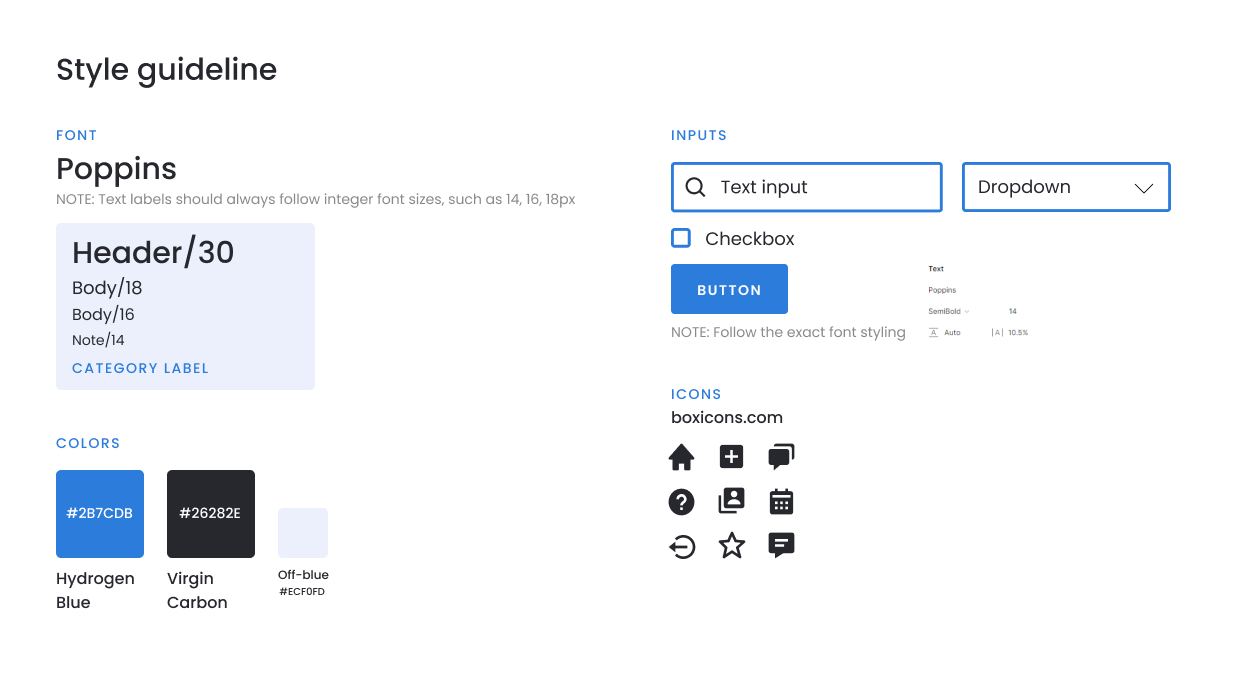 Style guideline
FONT
Poppins
NOTE: Text labels should always follow integer font sizes, such as 14, 16, 18px
Header/30
Body/18
Body/16
Note/14
CATEGORY LABEL
COLORS
#2B7CDB
#26282E
Hydrogen
Blue
Virgin
Carbon
Off-blue
#ECF0FD
INPUTS
Text input
Dropdown
Checkbox
BUTTON
NOTE: Follow the exact font styling
Text
Poppins
SemiBold 14
A Auto |A| 10.5%
ICONS
boxicons.com